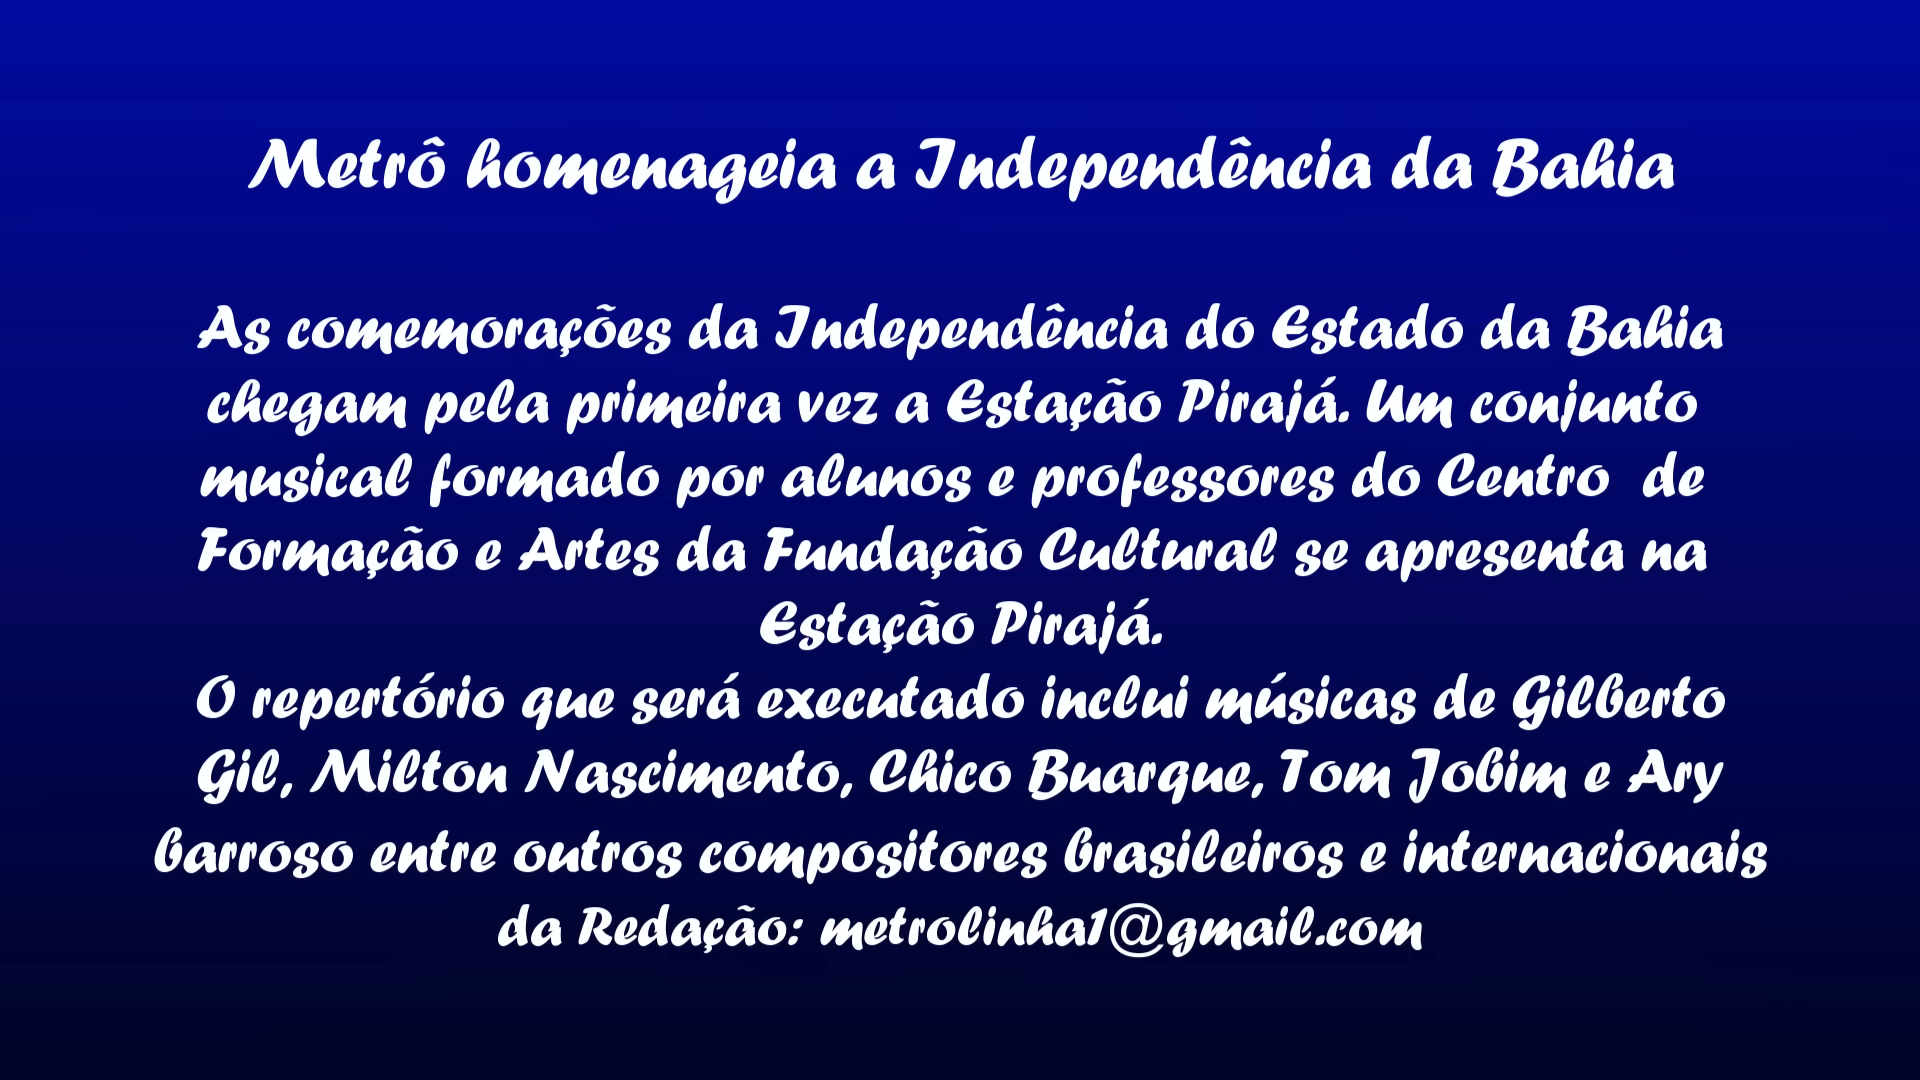 Metrô homenageia a Independência da Bahia
As comemorações da Independência do Estado da Bahia
chegam pela primeira vez a Estação Pirajá. Um conjunto
musical formado por alunos e professores do Centro  de
Formação e Artes da Fundação Cultural se apresenta na
Estação Pirajá.
O repertório que será executado inclui músicas de Gilberto
Gil, Milton Nascimento, Chico Buarque, Tom Jobim e Ary
barroso entre outros compositores brasileiros e internacionais
da Redação: metrolinha1@gmail.com